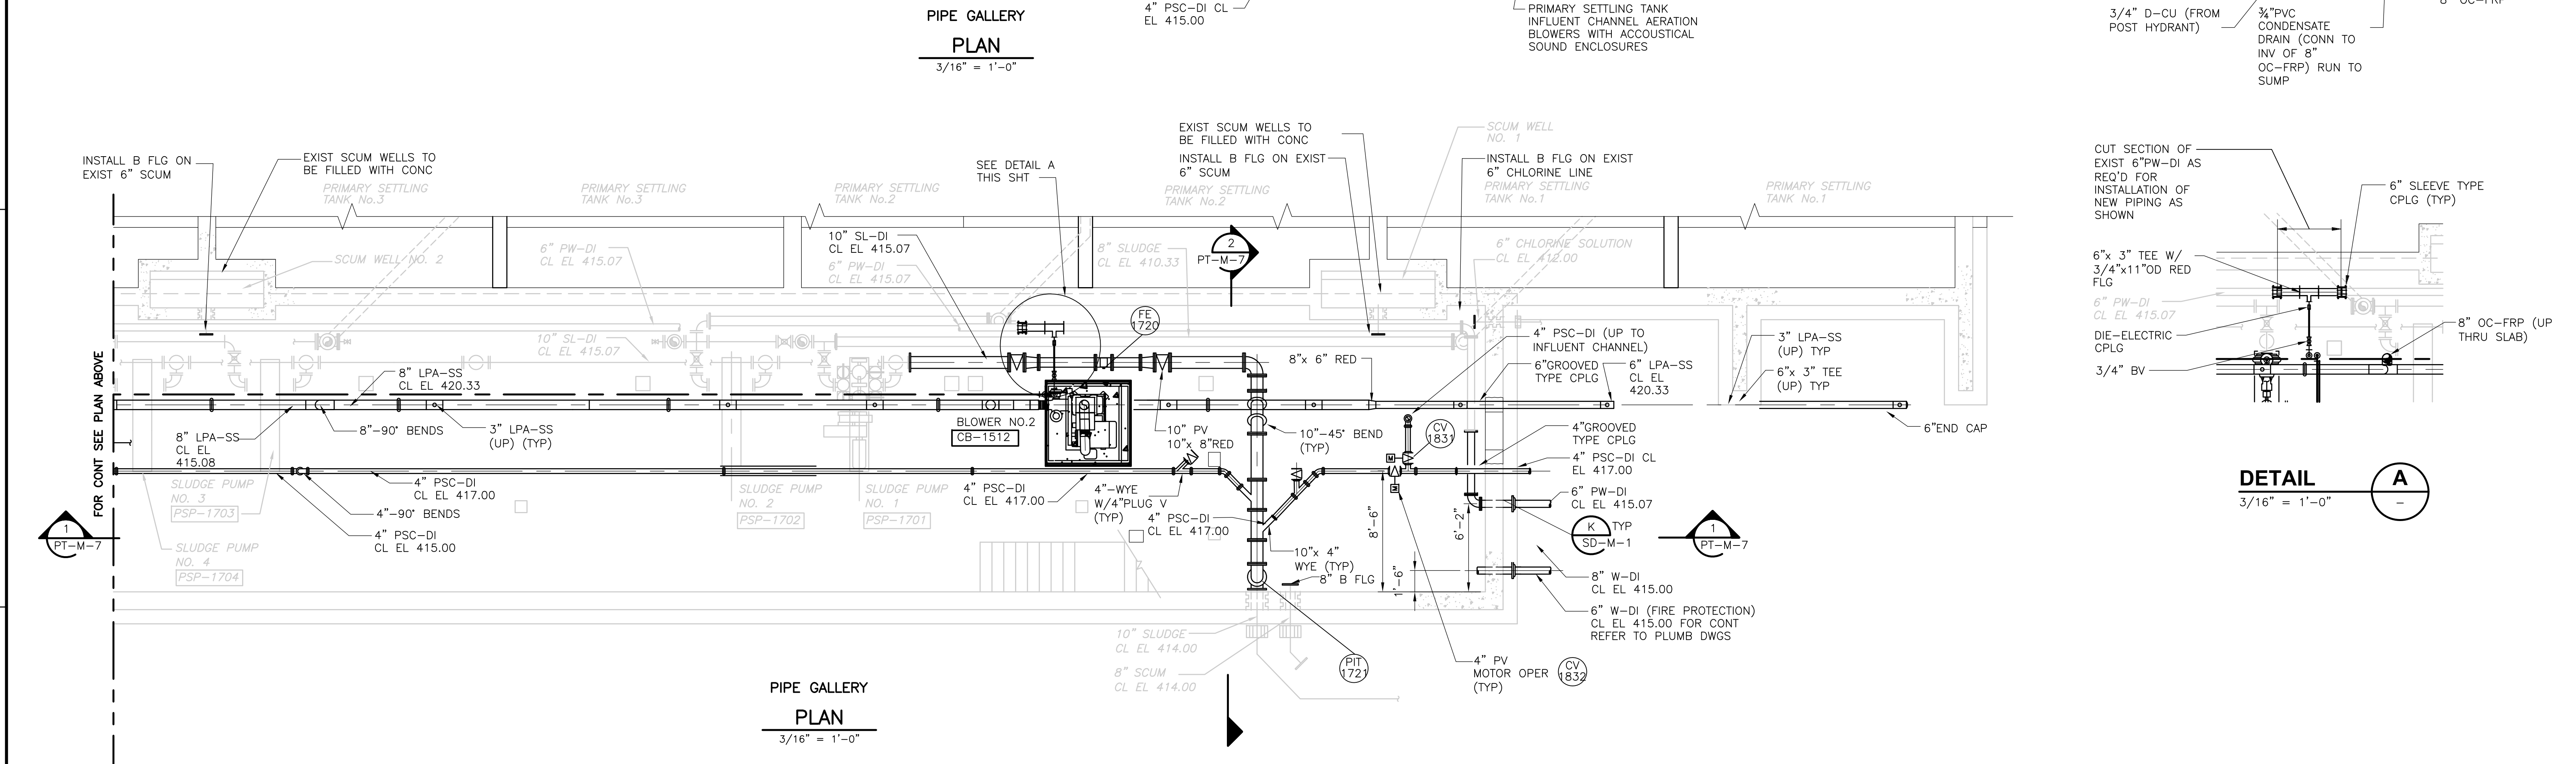 PIPE GALLERY
PLAN
3/16" = 1'-0"
4" PSC-DI CL
EL 415.00
PRIMARY SETTLING TANK
INFLUENT CHANNEL AERATION
BLOWERS WITH ACCOUSTICAL
SOUND ENCLOSURES
3/4" D-CU (FROM
POST HYDRANT)
¾"PVC
CONDENSATE
DRAIN (CONN TO
INV OF 8"
OC-FRP) RUN TO
SUMP
8" OC-FRP
INSTALL B FLG ON
EXIST 6" SCUM
EXIST SCUM WELLS TO
BE FILLED WITH CONC
PRIMARY SETTLING
TANK No.3
PRIMARY SETTLING
TANK No.3
PRIMARY SETTLING
TANK No.2
SEE DETAIL A
THIS SHT
EXIST SCUM WELLS TO
BE FILLED WITH CONC
INSTALL B FLG ON EXIST
6" SCUM
PRIMARY SETTLING
TANK No.2
SCUM WELL
NO. 1
INSTALL B FLG ON EXIST
6" CHLORINE LINE
PRIMARY SETTLING
TANK No.1
PRIMARY SETTLING
TANK No.1
SCUM WELL NO. 2
6" PW-DI
CL EL 415.07
10" SL-DI
CL EL 415.07
6" PW-DI
CL EL 415.07
8" SLUDGE
CL EL 410.33
2
PT-M-7
6" CHLORINE SOLUTION
CL EL 412.00
10" SL-DI
CL EL 415.07
FE
1720
4" PSC-DI (UP TO
INFLUENT CHANNEL)
8"x 6" RED
6"GROOVED
TYPE CPLG
6" LPA-SS
CL EL
420.33
3" LPA-SS
(UP) TYP
6"x 3" TEE
(UP) TYP
6"END CAP
FOR CONT SEE PLAN ABOVE
8" LPA-SS
CL EL 420.33
8" LPA-SS
CL EL
415.08
8"-90° BENDS
3" LPA-SS
(UP) (TYP)
BLOWER NO.2
CB-1512
10" PV
10"x 8"RED
10"-45° BEND
(TYP)
CV
1831
M
M
4"GROOVED
TYPE CPLG
4" PSC-DI CL
EL 417.00
SLUDGE PUMP
NO. 3
PSP-1703
4" PSC-DI
CL EL 417.00
4"-90° BENDS
4" PSC-DI
CL EL 415.00
SLUDGE PUMP
NO. 4
PSP-1704
SLUDGE PUMP
NO. 2
PSP-1702
SLUDGE PUMP
NO. 1
PSP-1701
4" PSC-DI
CL EL 417.00
4"-WYE
W/4"PLUG V
(TYP)
4" PSC-DI
CL EL 417.00
10"x 4"
WYE (TYP)
8" B FLG
8'-6"
1'-6"
6'-2"
6" PW-DI
CL EL 415.07
K
TYP
SD-M-1
1
PT-M-7
1
PT-M-7
8" W-DI
CL EL 415.00
6" W-DI (FIRE PROTECTION)
CL EL 415.00 FOR CONT
REFER TO PLUMB DWGS
10" SLUDGE
CL EL 414.00
8" SCUM
CL EL 414.00
PIT
1721
4" PV
MOTOR OPER
(TYP)
CV
1832
PIPE GALLERY
PLAN
3/16" = 1'-0"
CUT SECTION OF
EXIST 6"PW-DI AS
REQ'D FOR
INSTALLATION OF
NEW PIPING AS
SHOWN
6" SLEEVE TYPE
CPLG (TYP)
6"x 3" TEE W/
3/4"x11"OD RED
FLG
6" PW-DI
CL EL 415.07
DIE-ELECTRIC
CPLG
3/4" BV
8" OC-FRP (UP
THRU SLAB)
DETAIL
3/16" = 1'-0"
A
-